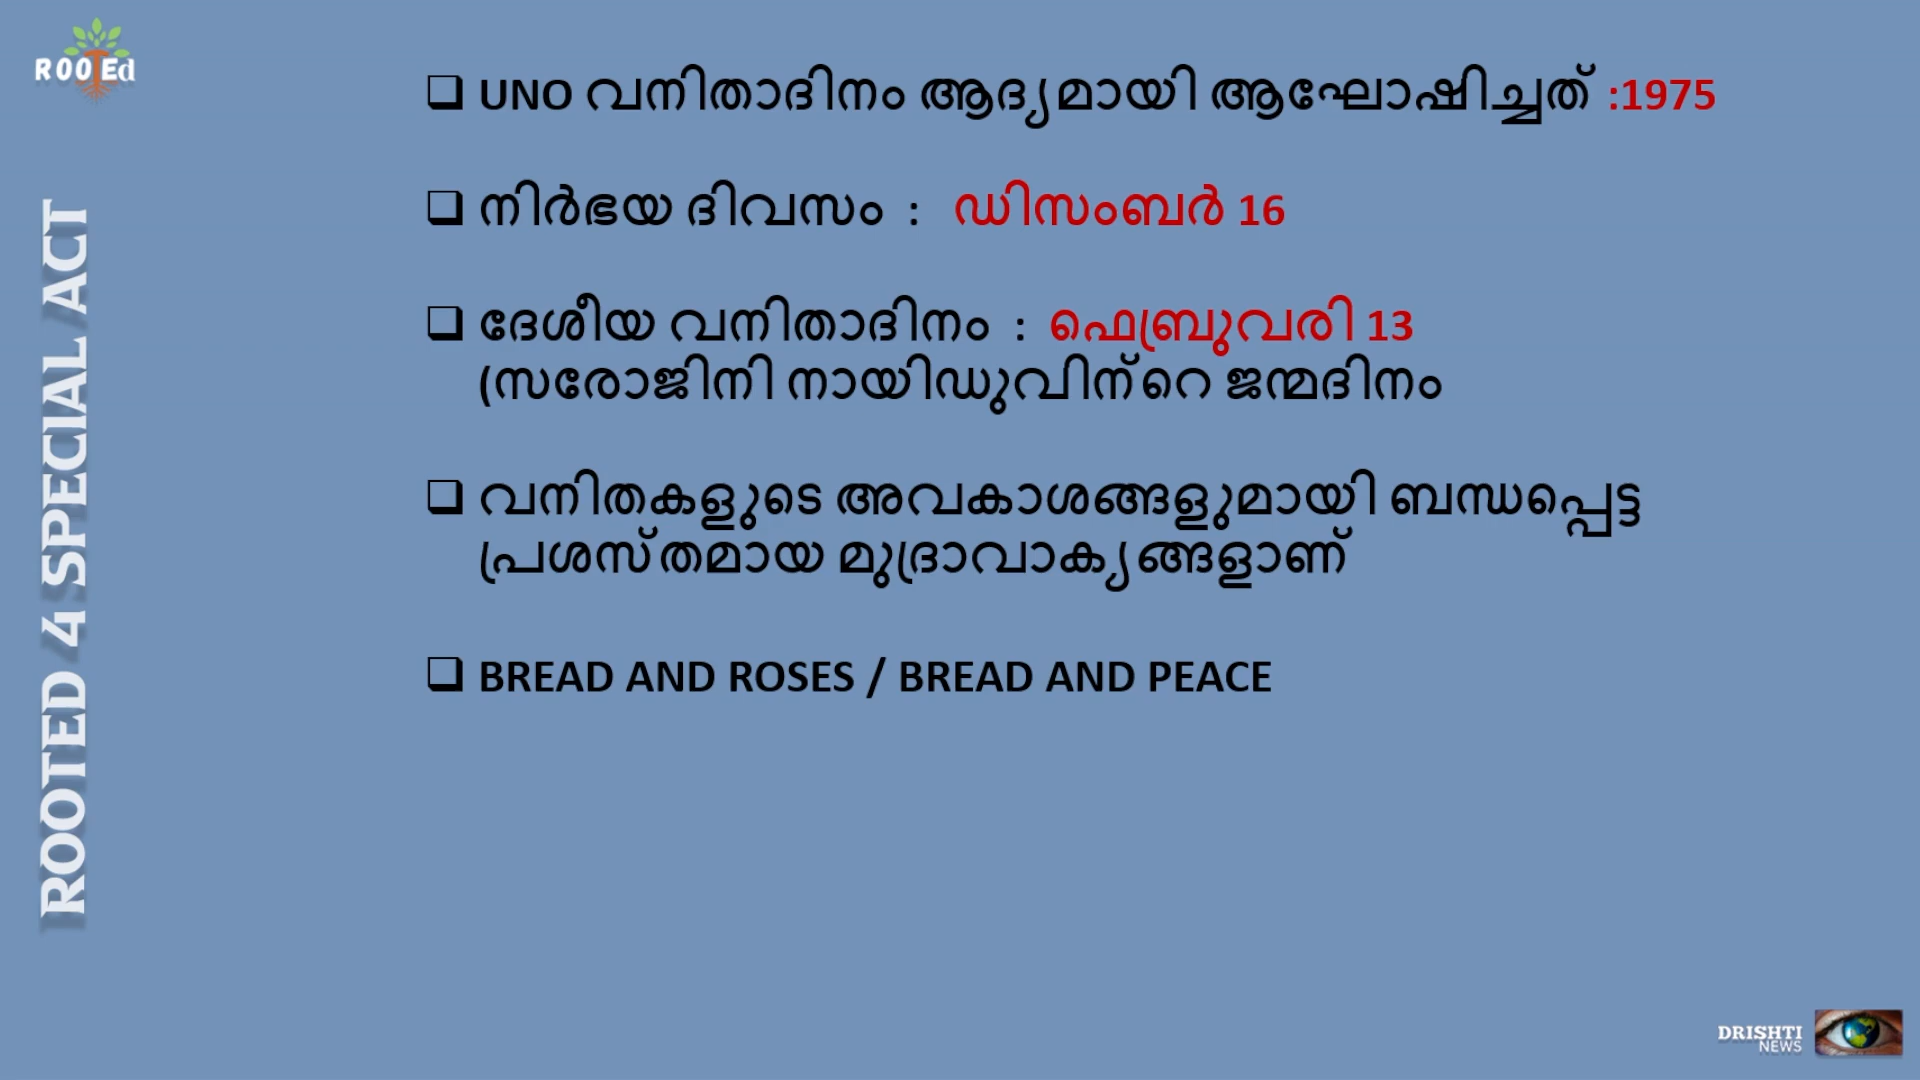 ROOTEd
ROOTED 4 SPECIAL ACT
❑ UNO വനിതാദിനം ആദ്യമായി ആഘോഷിച്ചത് :1975
❑ നിർഭയ ദിവസം : ഡിസംബർ 16
❑ ദേശീയ വനിതാദിനം : ഫെബ്രുവരി 13
(സരോജിനി നായിഡുവിന്റെ ജന്മദിനം
❑ വനിതകളുടെ അവകാശങ്ങളുമായി ബന്ധപ്പെട്ട
പ്രശസ്തമായ മുദ്രാവാക്യങ്ങളാണ്
❑ BREAD AND ROSES / BREAD AND PEACE
DRISHTI
NEWS